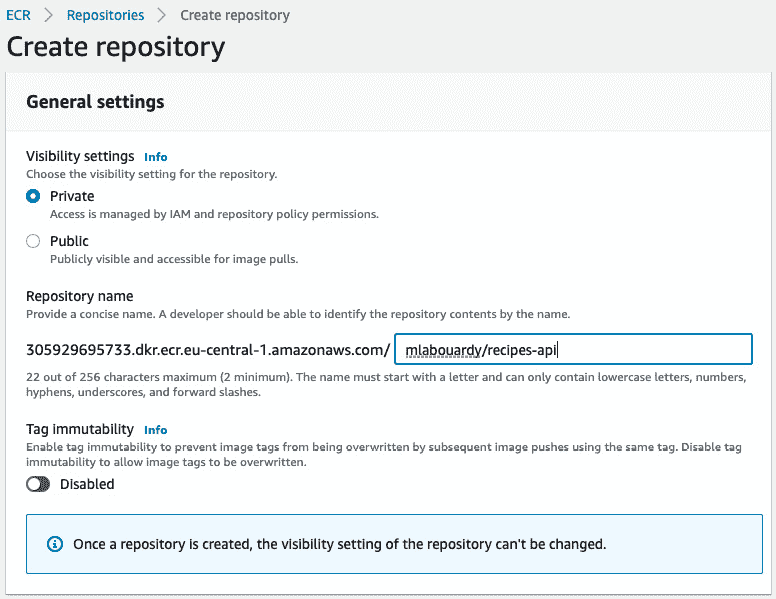 ECR > Repositories > Create repository
Create repository
General settings
Visibility settings Info
Choose the visibility setting for the repository.
Private
Access is managed by IAM and repository policy permissions.
Public
Publicly visible and accessible for image pulls.
Repository name
Provide a concise name. A developer should be able to identify the repository contents by the name.
305929695733.dkr.ecr.eu-central-1.amazonaws.com/ mlabouardy/recipes-api
22 out of 256 characters maximum (2 minimum). The name must start with a letter and can only contain lowercase letters, numbers,
hyphens, underscores, and forward slashes.
Tag immutability Info
Enable tag immutability to prevent image tags from being overwritten by subsequent image pushes using the same tag. Disable tag
immutability to allow image tags to be overwritten.
Disabled
Once a repository is created, the visibility setting of the repository can't be changed.